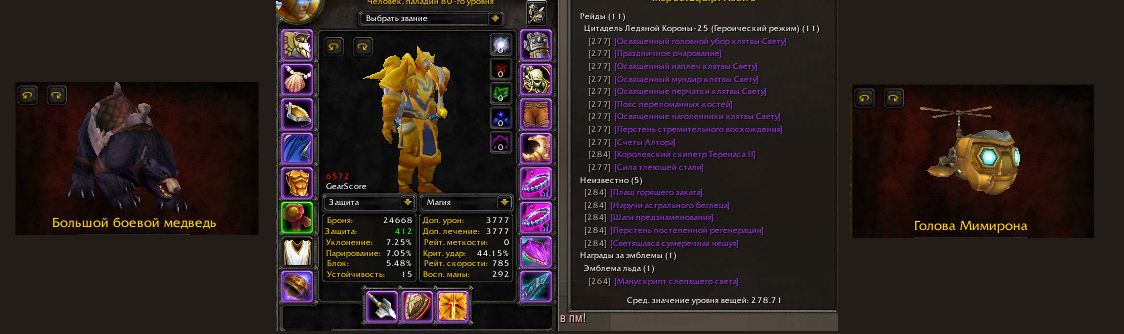 Человек, паладин 80-го уровня
Выбрать звание
0
0
0
0
0
6572
GearScore
Защита
Магия
Броня: 24668
Защита: 412
Уклонение: 7.25%
Парирование: 7.05%
Блок: 5.48%
Устойчивость: 15
Доп. урон: 3777
Доп. лечение: 3777
Рейт. меткости: 0
Крит. удар: 44.15%
Рейт. скорости: 785
Восп. маны: 292
Большой боевой медведь
Рейды (11)
Цитадель Ледяной Короны-25 (Героический режим) (11)
[277] [Освященный головной убор клятвы Свету]
[277] [Праздничное очарование]
[277] [Освященный наплеч клятвы Свету]
[277] [Освященный мундир клятвы Свету]
[277] [Освященные перчатки клятвы Свету]
[277] [Пояс переломанных костей]
[277] [Освященные наголенники клятвы Свету]
[277] [Перстень стремительного восхождения]
[277] [Счеты Алтора]
[284] [Королевский скипетр Теренаса II]
[277] [Сила тлеющей стали]
Неизвестно (5)
[284] [Плащ горящего заката]
[284] [Наручи астрального беглеца]
[284] [Шаги предзнаменования]
[284] [Перстень постепенной регенерации]
[284] [Светящаяся сумеречная чешуя]
Награды за эмблемы (1)
Эмблема льда (1)
[264] [Манускрипт слепящего света]
Сред. значение уровня вещей: 278.71
в пм!
Голова Мимирона